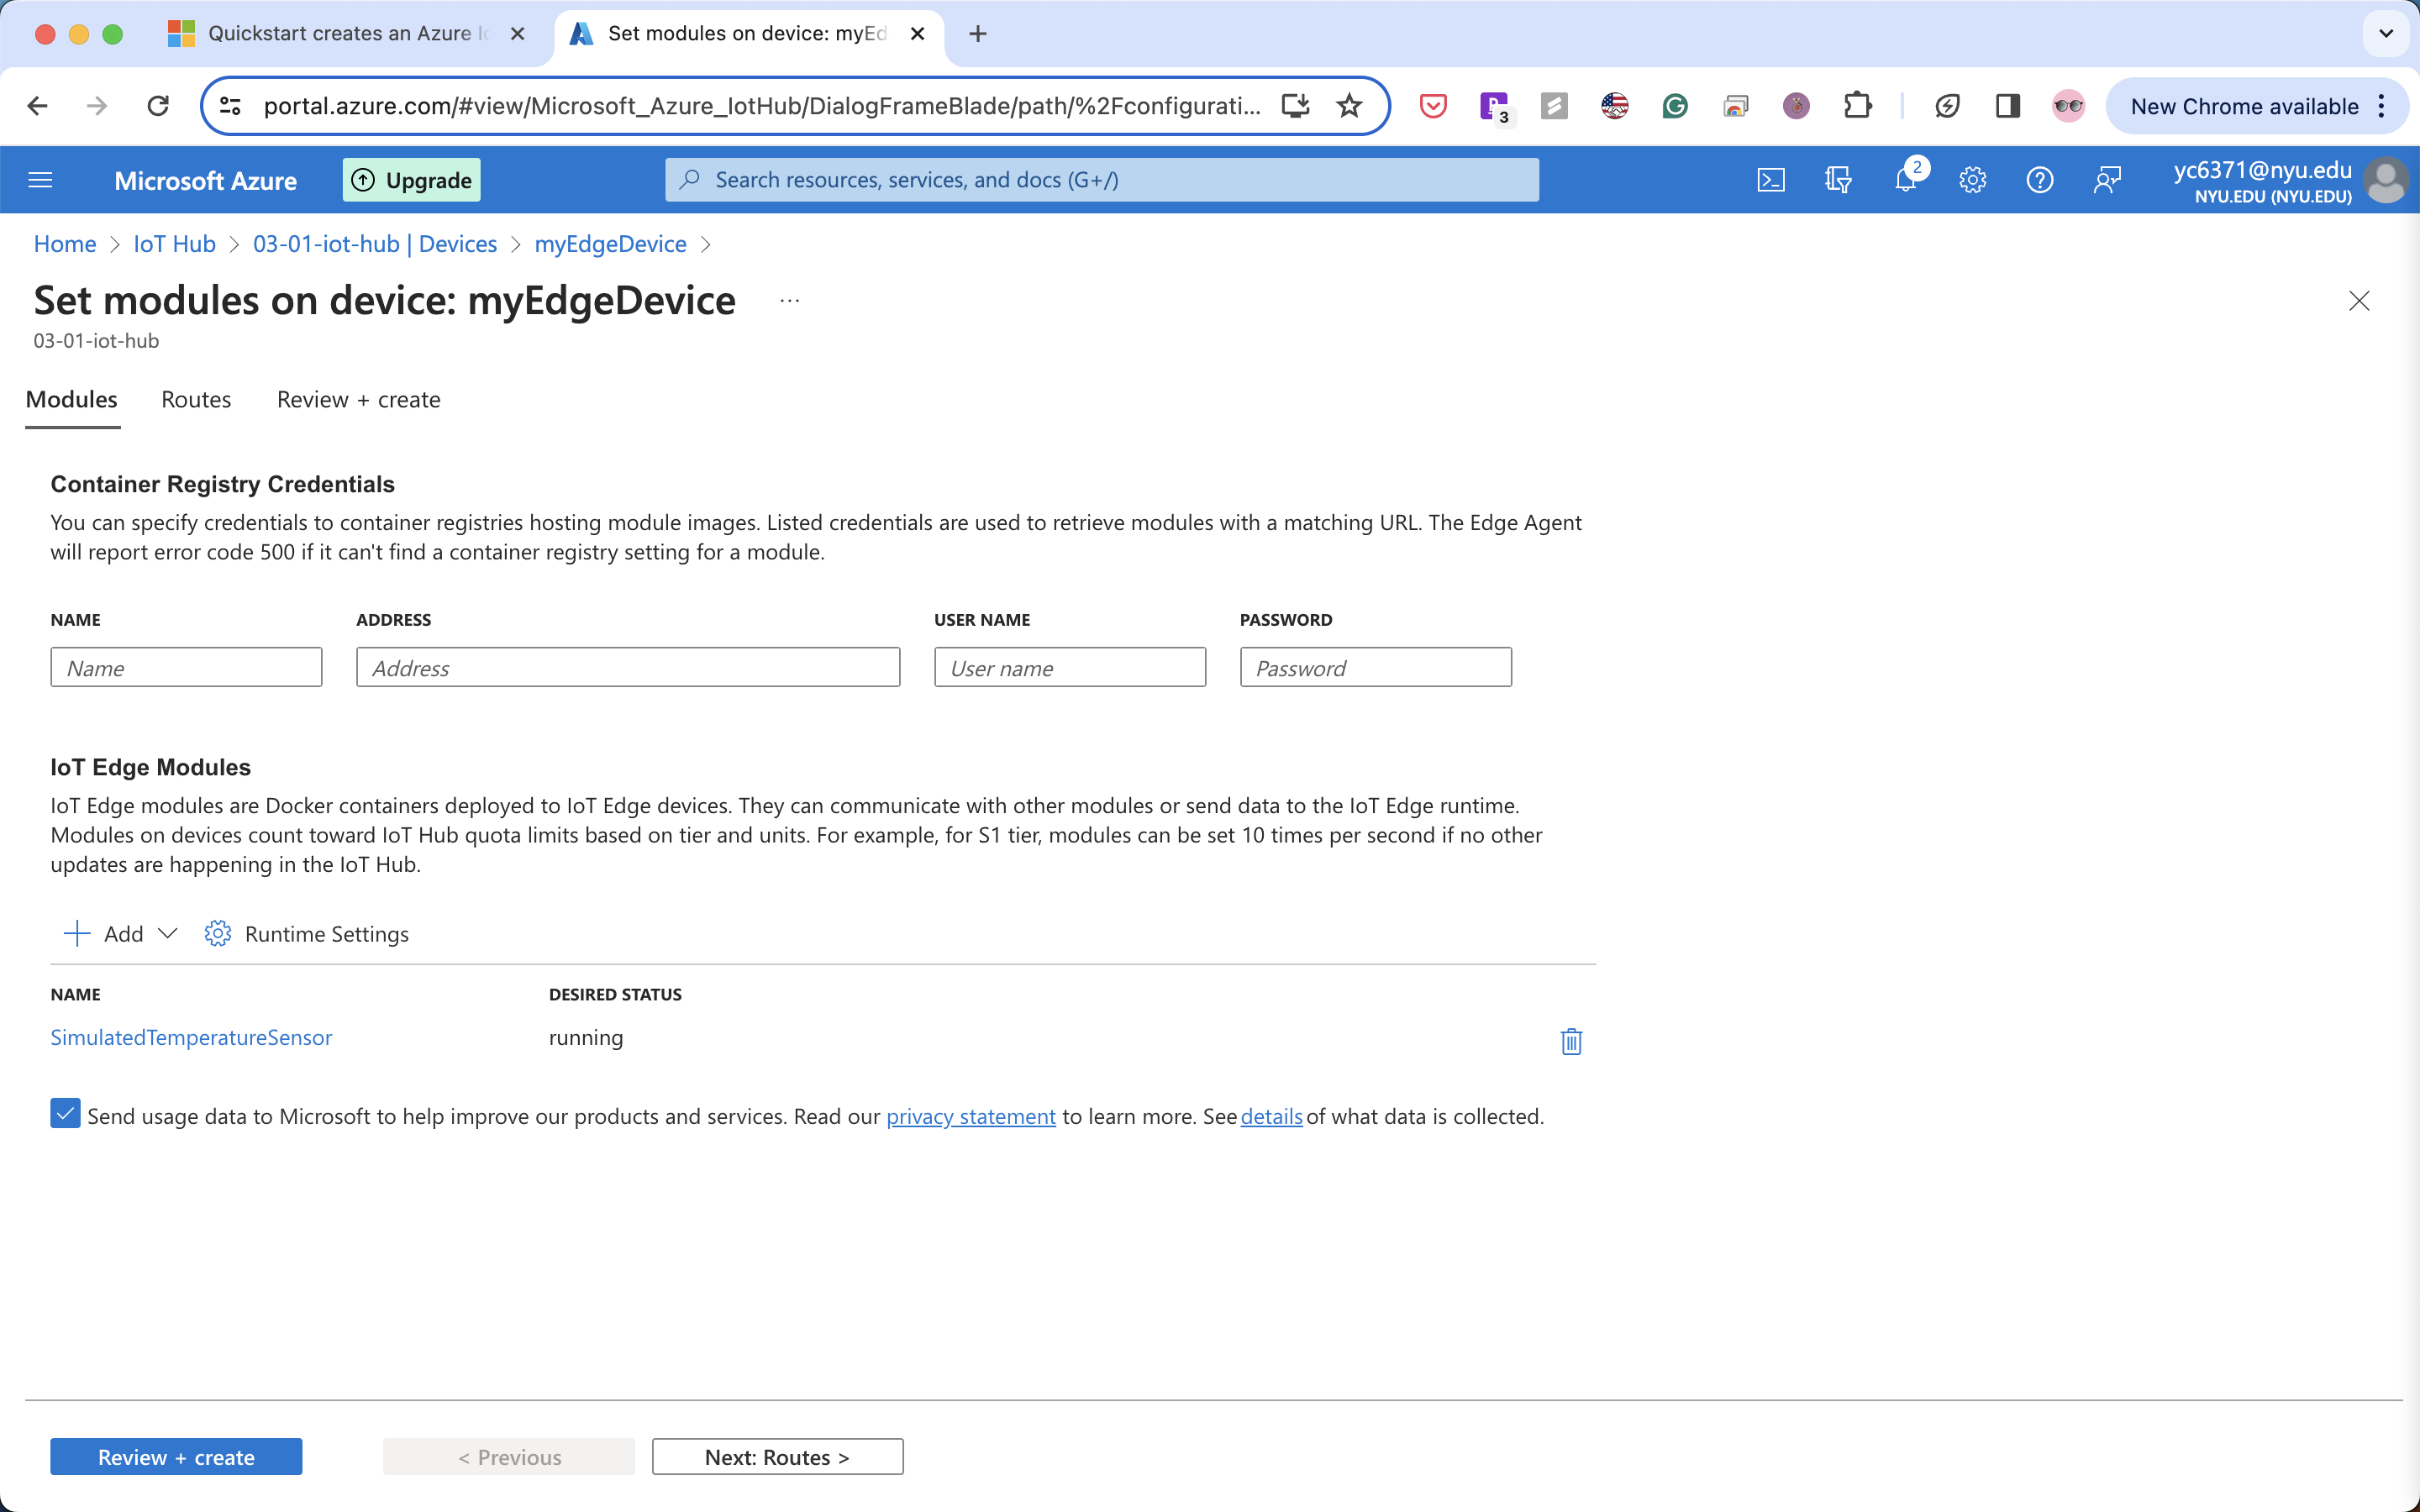 Quickstart creates an Azure Io
Set modules on device: myEd
portal.azure.com/#view/Microsoft_Azure_IotHub/DialogFrameBlade/path/%2Fconfigurati...
3
New Chrome available
Microsoft Azure
Upgrade
Search resources, services, and docs (G+/)
2
yc6371@nyu.edu
NYU.EDU (NYU.EDU)
Home > IoT Hub > 03-01-iot-hub | Devices > myEdgeDevice >
Set modules on device: myEdgeDevice ...
03-01-iot-hub
Modules Routes Review + create
Container Registry Credentials
You can specify credentials to container registries hosting module images. Listed credentials are used to retrieve modules with a matching URL. The Edge Agent
will report error code 500 if it can't find a container registry setting for a module.
NAME ADDRESS USER NAME PASSWORD
Name Address User name Password
IoT Edge Modules
IoT Edge modules are Docker containers deployed to IoT Edge devices. They can communicate with other modules or send data to the IoT Edge runtime.
Modules on devices count toward IoT Hub quota limits based on tier and units. For example, for S1 tier, modules can be set 10 times per second if no other
updates are happening in the IoT Hub.
Add Runtime Settings
NAME DESIRED STATUS
SimulatedTemperatureSensor running
Send usage data to Microsoft to help improve our products and services. Read our privacy statement to learn more. See details of what data is collected.
Review + create < Previous Next: Routes >